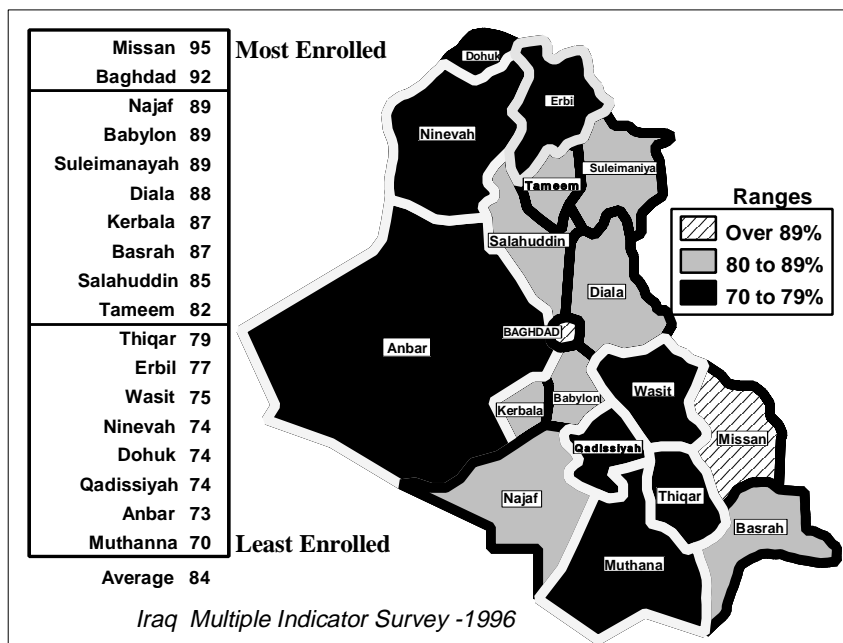 Missan 95
Baghdad 92
Najaf 89
Babylon 89
Suleimanayah 89
Diala 88
Kerbala 87
Basrah 87
Salahuddin 85
Tameem 82
Thiqar 79
Erbil 77
Wasit 75
Ninevah 74
Dohuk 74
Qadissiyah 74
Anbar 73
Muthanna 70
Average 84
Most Enrolled
Least Enrolled
Dohuk
Erbi
Ninevah
Suleimaniya
Tameem
Salahuddin
Diala
BAGHDAD
Anbar
Wasit
Babylon
Kerbala
Missan
Qadissiyah
Najaf
Thiqar
Basrah
Muthana
Ranges
Over 89%
80 to 89%
70 to 79%
Iraq Multiple Indicator Survey -1996